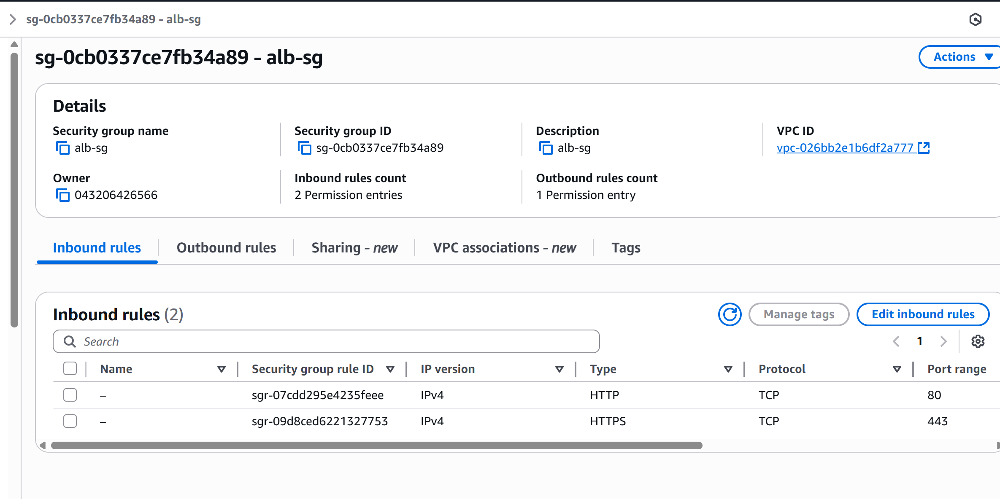 sg-0cb0337ce7fb34a89 - alb-sg
sg-0cb0337ce7fb34a89 - alb-sg
Actions
Details
Security group name
alb-sg
Security group ID
sg-0cb0337ce7fb34a89
Description
alb-sg
VPC ID
vpc-026bb2e1b6df2a777
Owner
043206426566
Inbound rules count
2 Permission entries
Outbound rules count
1 Permission entry
Inbound rules
Outbound rules
Sharing - new
VPC associations - new
Tags
Inbound rules (2)
Manage tags
Edit inbound rules
Search
1
Name Security group rule ID IP version Type Protocol Port range
– sgr-07cdd295e4235feee IPv4 HTTP TCP 80
– sgr-09d8ced6221327753 IPv4 HTTPS TCP 443